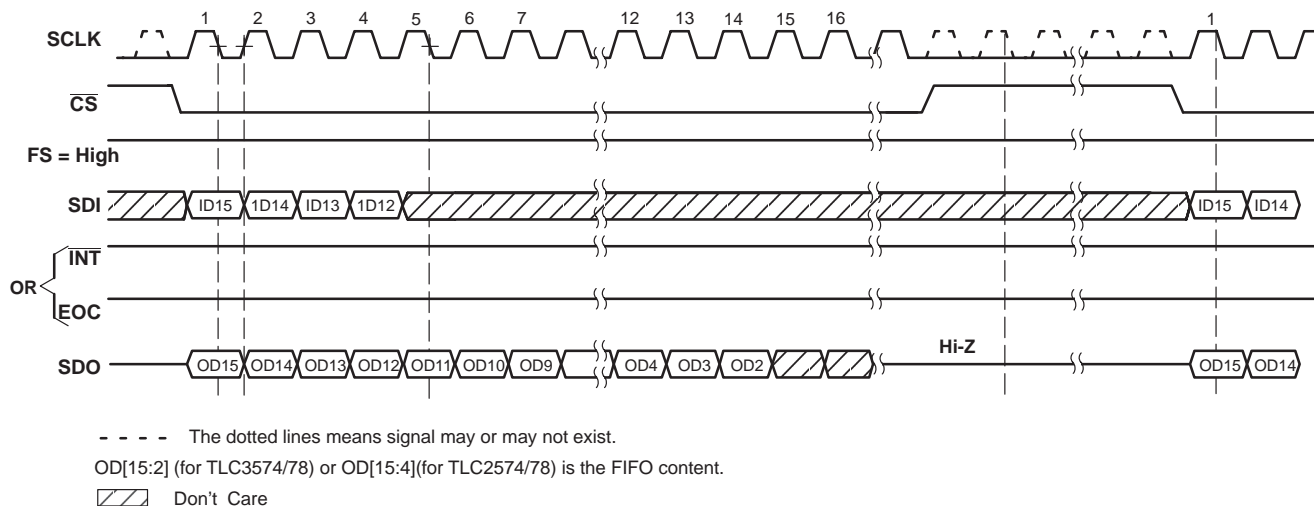 1 2 3 4 5 6 7 12 13 14 15 16 1
SCLK
CS
FS = High
SDI ID15 1D14 ID13 1D12 ID15 ID14
INT
OR
EOC
Hi-Z
SDO OD15 OD14 OD13 OD12 OD11 OD10 OD9 OD4 OD3 OD2 OD15 OD14
The dotted lines means signal may or may not exist.
OD[15:2] (for TLC3574/78) or OD[15:4](for TLC2574/78) is the FIFO content.
Don't Care